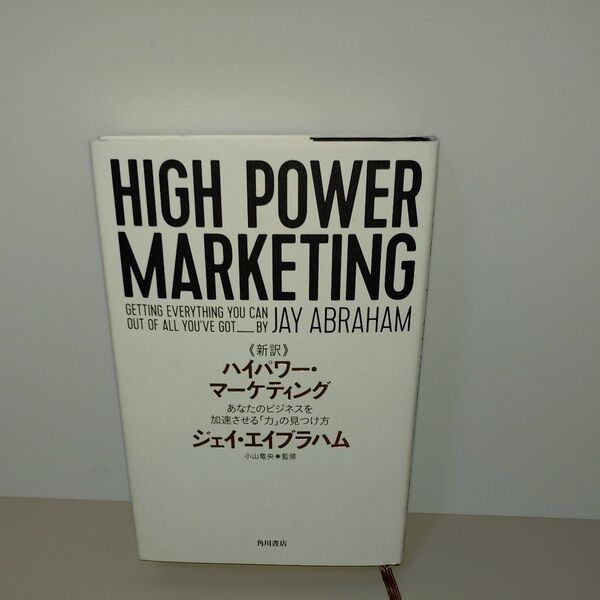 HIGH POWER
MARKETING
GETTING EVERYTHING YOU CAN
OUT OF ALL YOU'VE GOT__BY JAY ABRAHAM
《新訳》
ハイパワー・
マーケティング
あなたのビジネスを
加速させる「力」の見つけ方
ジェイ・エイブラハム
小山竜央◉監修
角川書店